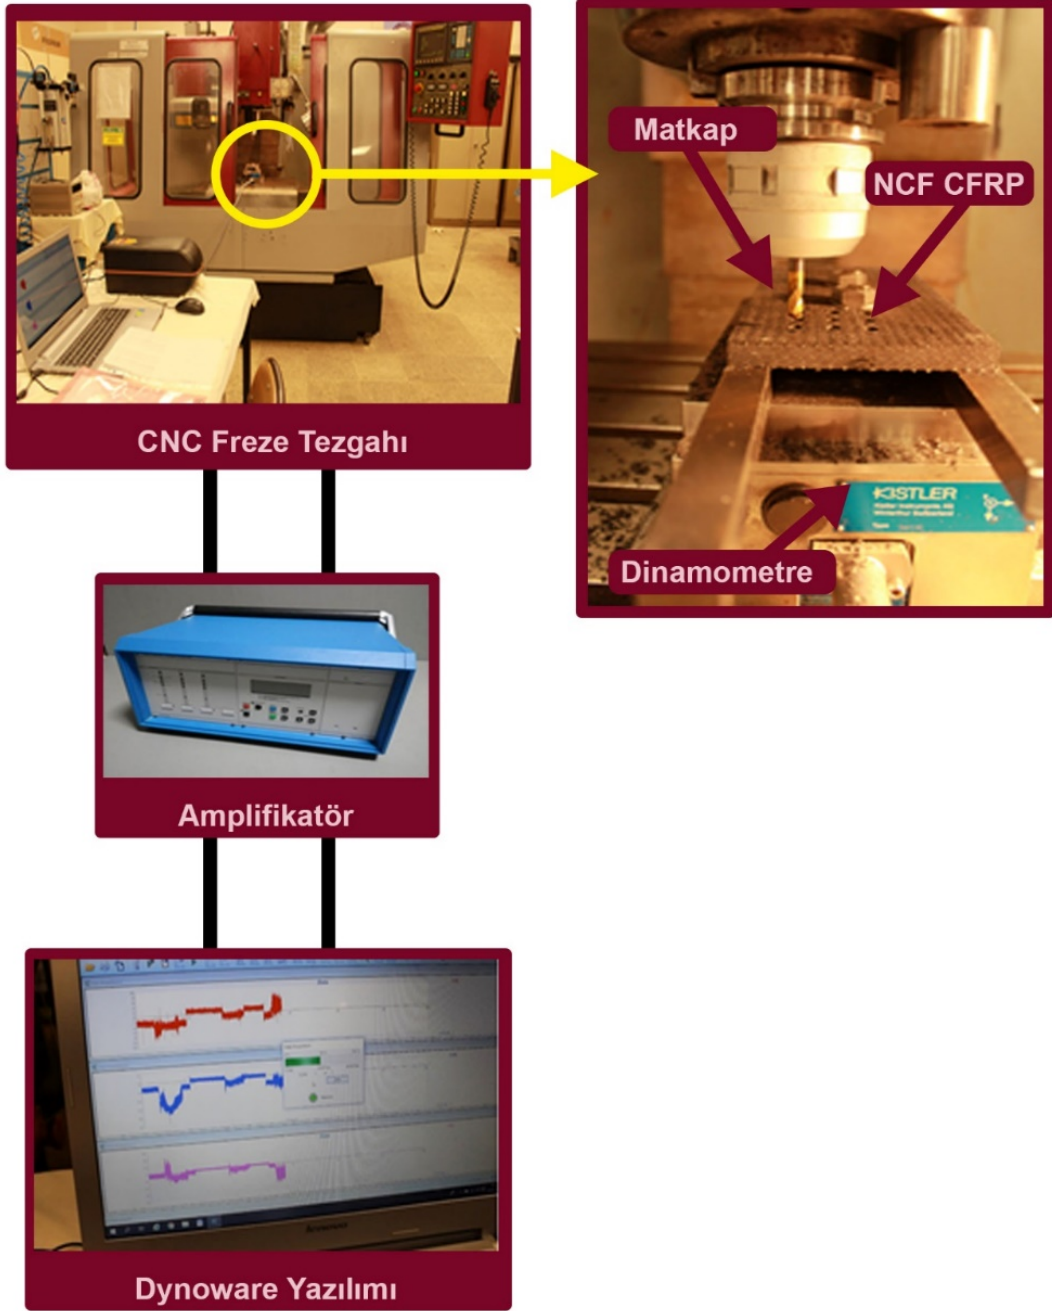 Matkap
NCF CFRP
KISTLER
Dinamometre
CNC Freze Tezgahı
Amplifikatör
Dynoware Yazılımı